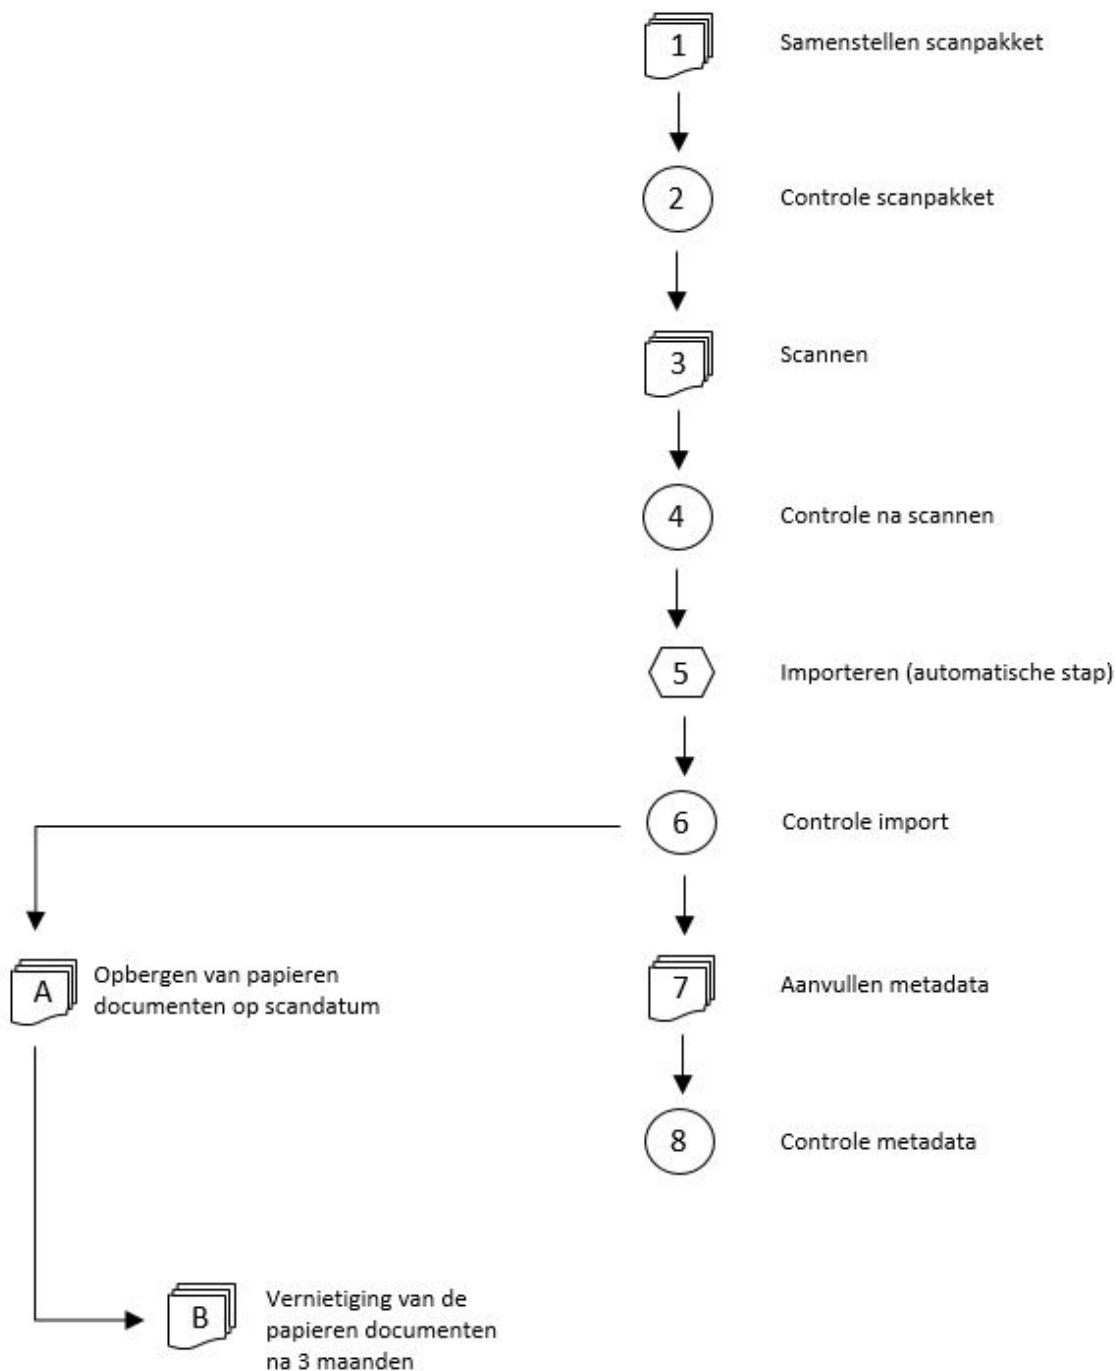 1 Samenstellen scanpakket
2 Controle scanpakket
3 Scannen
4 Controle na scannen
5 Importeren (automatische stap)
6 Controle import
A Opbergen van papieren
documenten op scandatum
7 Aanvullen metadata
8 Controle metadata
B Vernietiging van de
papieren documenten
na 3 maanden